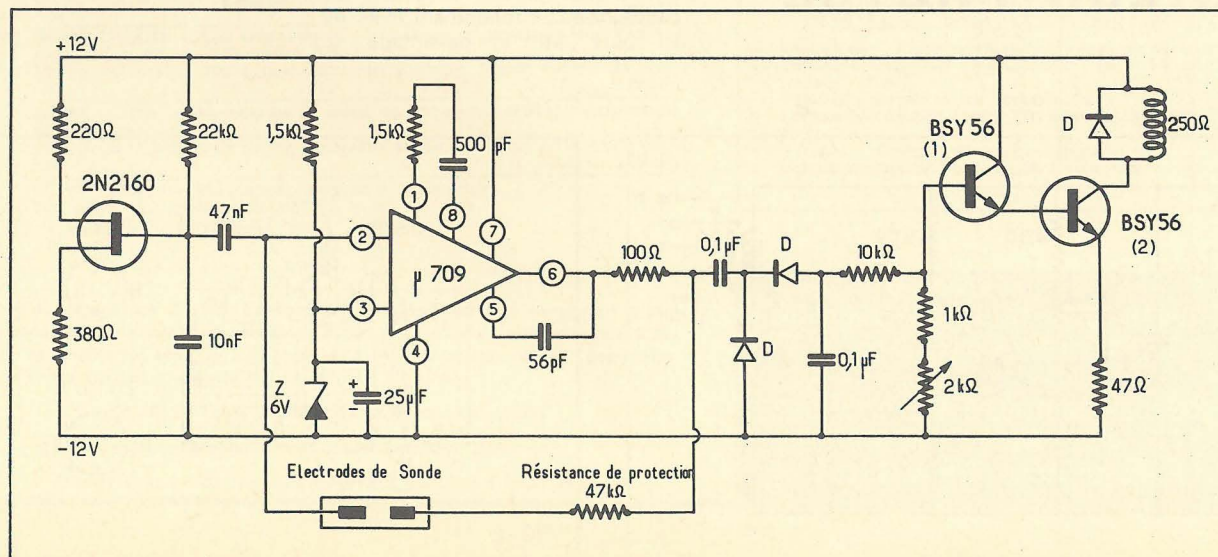 +12V
220Ω
22kΩ
1,5kΩ
1,5kΩ
500 pF
D
250Ω
BSY 56
(1)
2N2160
47nF
1
8
7
2
μ 709
6
100Ω
0,1μF
D
10kΩ
BSY56
(2)
3
5
4
56pF
380Ω
10nF
Z
6V
+
-
25μF
D
0,1μF
1kΩ
2kΩ
47Ω
-12V
Electrodes de Sonde
Résistance de protection
47kΩ